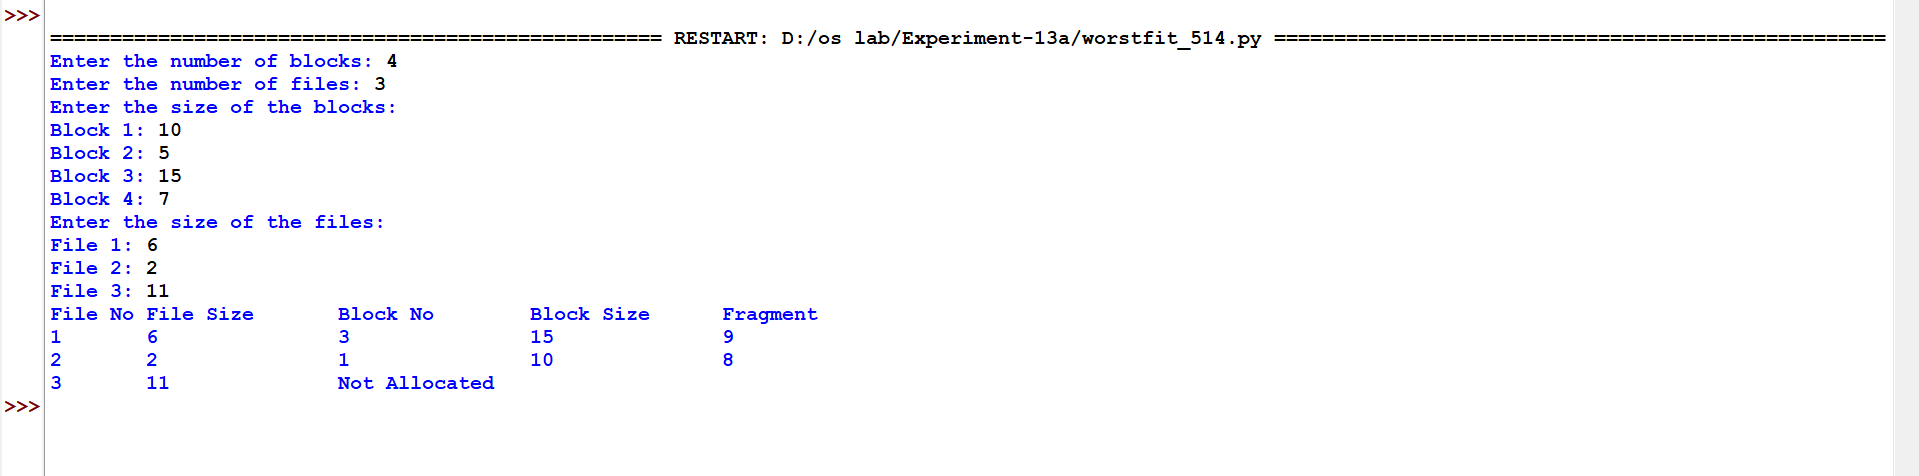 >>>
=================================================== RESTART: D:/os lab/Experiment-13a/worstfit_514.py ===================================================
Enter the number of blocks: 4
Enter the number of files: 3
Enter the size of the blocks:
Block 1: 10
Block 2: 5
Block 3: 15
Block 4: 7
Enter the size of the files:
File 1: 6
File 2: 2
File 3: 11
File No File Size       Block No        Block Size      Fragment
1       6               3               15              9
2       2               1               10              8
3       11              Not Allocated
>>>